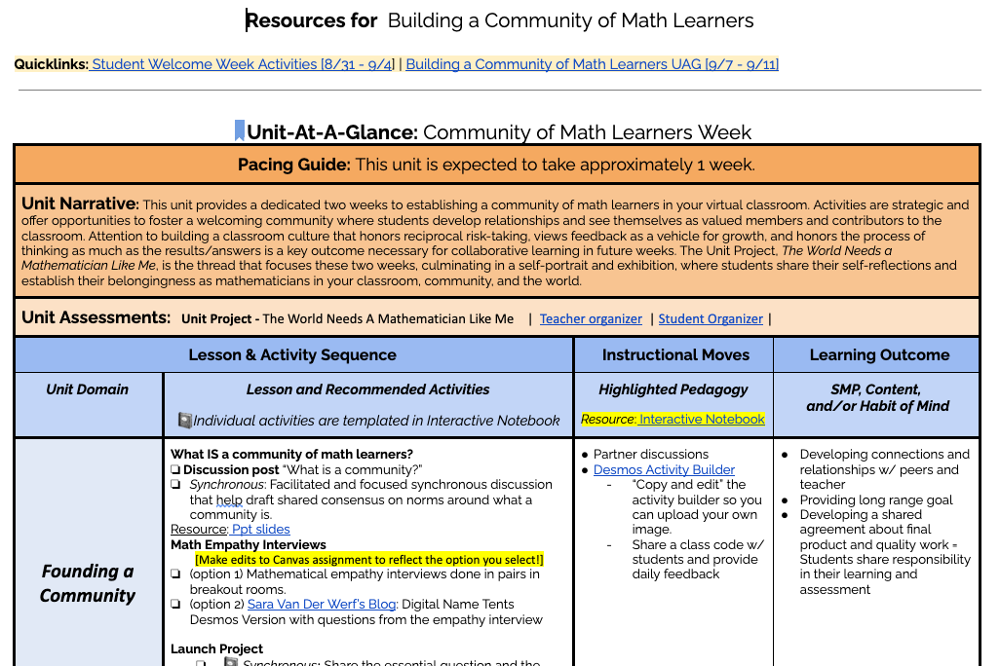 Resources for Building a Community of Math Learners
Quicklinks: Student Welcome Week Activities [8/31 - 9/4] | Building a Community of Math Learners UAG [9/7 - 9/11]
Unit-At-A-Glance: Community of Math Learners Week
Pacing Guide: This unit is expected to take approximately 1 week.
Unit Narrative: This unit provides a dedicated two weeks to establishing a community of math learners in your virtual classroom. Activities are strategic and
offer opportunities to foster a welcoming community where students develop relationships and see themselves as valued members and contributors to the
classroom. Attention to building a classroom culture that honors reciprocal risk-taking, views feedback as a vehicle for growth, and honors the process of
thinking as much as the results/answers is a key outcome necessary for collaborative learning in future weeks. The Unit Project, The World Needs a
Mathematician Like Me, is the thread that focuses these two weeks, culminating in a self-portrait and exhibition, where students share their self-reflections and
establish their belongingness as mathematicians in your classroom, community, and the world.
Unit Assessments: Unit Project - The World Needs A Mathematician Like Me | Teacher organizer | Student Organizer |
Lesson & Activity Sequence
Instructional Moves
Learning Outcome
Unit Domain
Lesson and Recommended Activities
Individual activities are templated in Interactive Notebook
Highlighted Pedagogy
Resource: Interactive Notebook
SMP, Content,
and/or Habit of Mind
Founding a
Community
What IS a community of math learners?
❏ Discussion post “What is a community?”
❏ Synchronous: Facilitated and focused synchronous discussion
that help draft shared consensus on norms around what a
community is.
Resource: Ppt slides
Math Empathy Interviews
[Make edits to Canvas assignment to reflect the option you select!]
❏ (option 1) Mathematical empathy interviews done in pairs in
breakout rooms.
❏ (option 2) Sara Van Der Werf's Blog: Digital Name Tents
Desmos Version with questions from the empathy interview
Launch Project
❏ Synchronous: Share the essential question and the
● Partner discussions
● Desmos Activity Builder
- “Copy and edit” the
activity builder so you
can upload your own
image.
- Share a class code w/
students and provide
daily feedback
● Developing connections and
relationships w/ peers and
teacher
● Providing long range goal
● Developing a shared
agreement about final
product and quality work =
Students share responsibility
in their learning and
assessment